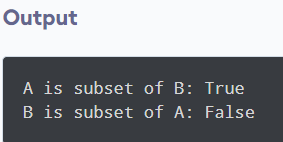 Output
A is subset of B: True
B is subset of A: False